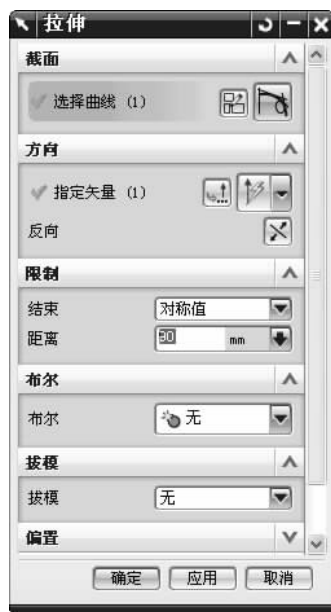 拉伸
截面
选择曲线 (1)
方向
指定矢量 (1)
反向
限制
结束 对称值
距离 30 mm
布尔
布尔 无
拔模
拔模 无
偏置
确定 应用 取消